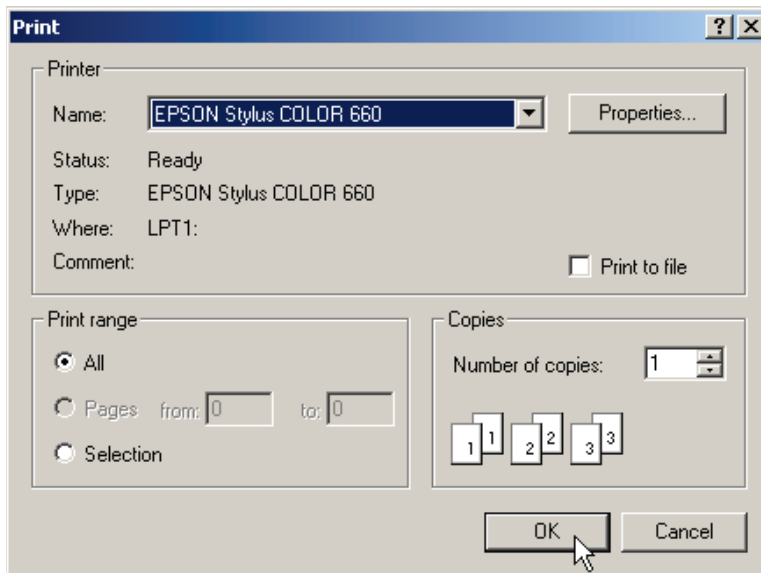 Print
Printer
Name: EPSON Stylus COLOR 660 Properties...
Status: Ready
Type: EPSON Stylus COLOR 660
Where: LPT1:
Comment: Print to file
Print range
All
Pages from: 0 to: 0
Selection
Copies
Number of copies: 1
1 1 2 2 3 3
OK Cancel